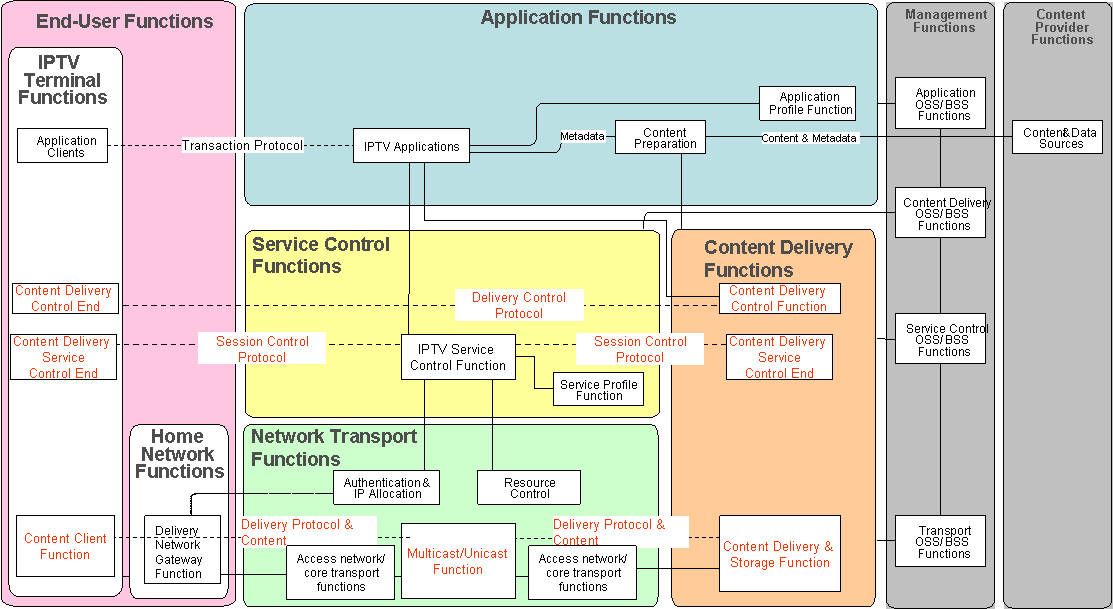 End-User Functions
Application Functions
Management
Functions
Content
Provider
Functions
IPTV
Terminal
Functions
Application
Clients
Transaction Protocol
IPTV Applications
Metadata
Content
Preparation
Application
Profile Function
Content & Metadata
Application
OSS/BSS
Functions
Conten&Data
Sources
Content Delivery
OSS/BSS
Functions
Service Control
Functions
Content Delivery
Functions
Content Delivery
Control End
Delivery Control
Protocol
Content Delivery
Control Function
Content Delivery
Service
Control End
Session Control
Protocol
IPTV Service
Control Function
Session Control
Protocol
Content Delivery
Service
Control End
Service Control
OSS/BSS
Functions
Service Profile
Function
Home
Network
Functions
Network Transport
Functions
Authentication &
IP Allocation
Resource
Control
Content Client
Function
Delivery
Network
Gateway
Function
Delivery Protocol &
Content
Access network/
core transport
functions
Multicast/Unicast
Function
Delivery Protocol &
Content
Access network/
core transport
functions
Content Delivery &
Storage Function
Transport
OSS/BSS
Functions